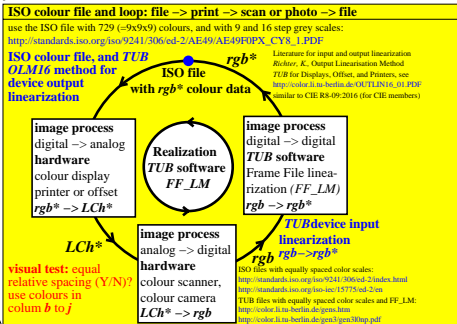 ISO colour file and loop: file –> print –> scan or photo –> file
use the ISO file with 729 (=9x9x9) colours, and with 9 and 16 step grey scales:
http://standards.iso.org/iso/9241/306/ed-2/AE49/AE49F0PX_CY8_1.PDF
ISO colour file, and TUB
OLM16 method for
device output
linearization
rgb*
ISO file
with rgb* colour data
Literature for input and output linearization
Richter, K., Output Linearisation Method
TUB for Displays, Offset, and Printers, see
http://color.li.tu-berlin.de/OUTLIN16_01.PDF
similar to CIE R8-09:2016 (for CIE members)
image process
digital –> analog
hardware
colour display
printer or offset
rgb* –> LCh*
Realization
TUB software
FF_LM
image process
digital –> digital
TUB software
Frame File linea-
rization (FF_LM)
rgb –> rgb*
LCh*
image process
analog –> digital
hardware
colour scanner,
colour camera
LCh* –> rgb
rgb
TUBdevice input
linearization
rgb–>rgb*
visual test: equal
relative spacing (Y/N)?
use colours in
colum b to j
ISO files with equally spaced color scales:
http://standards.iso.org/iso/9241/306/ed-2/index.html
http://standards.iso.org/iso-iec/15775/ed-2/en
TUB files with equally spaced color scales and FF_LM:
http://color.li.tu-berlin.de/gens.htm
http://color.li.tu-berlin.de/gen3/gen3l0np.pdf